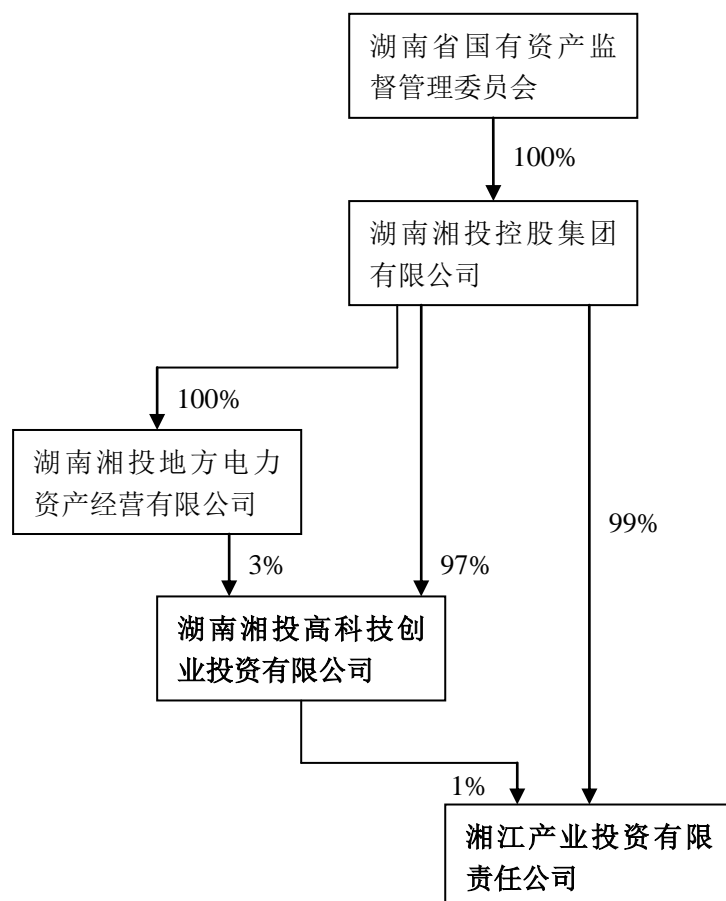 湖南省国有资产监
督管理委员会
100%
湖南湘投控股集团
有限公司
100%
湖南湘投地方电力
资产经营有限公司
99%
3%
97%
湖南湘投高科技创
业投资有限公司
1%
湘江产业投资有限
责任公司